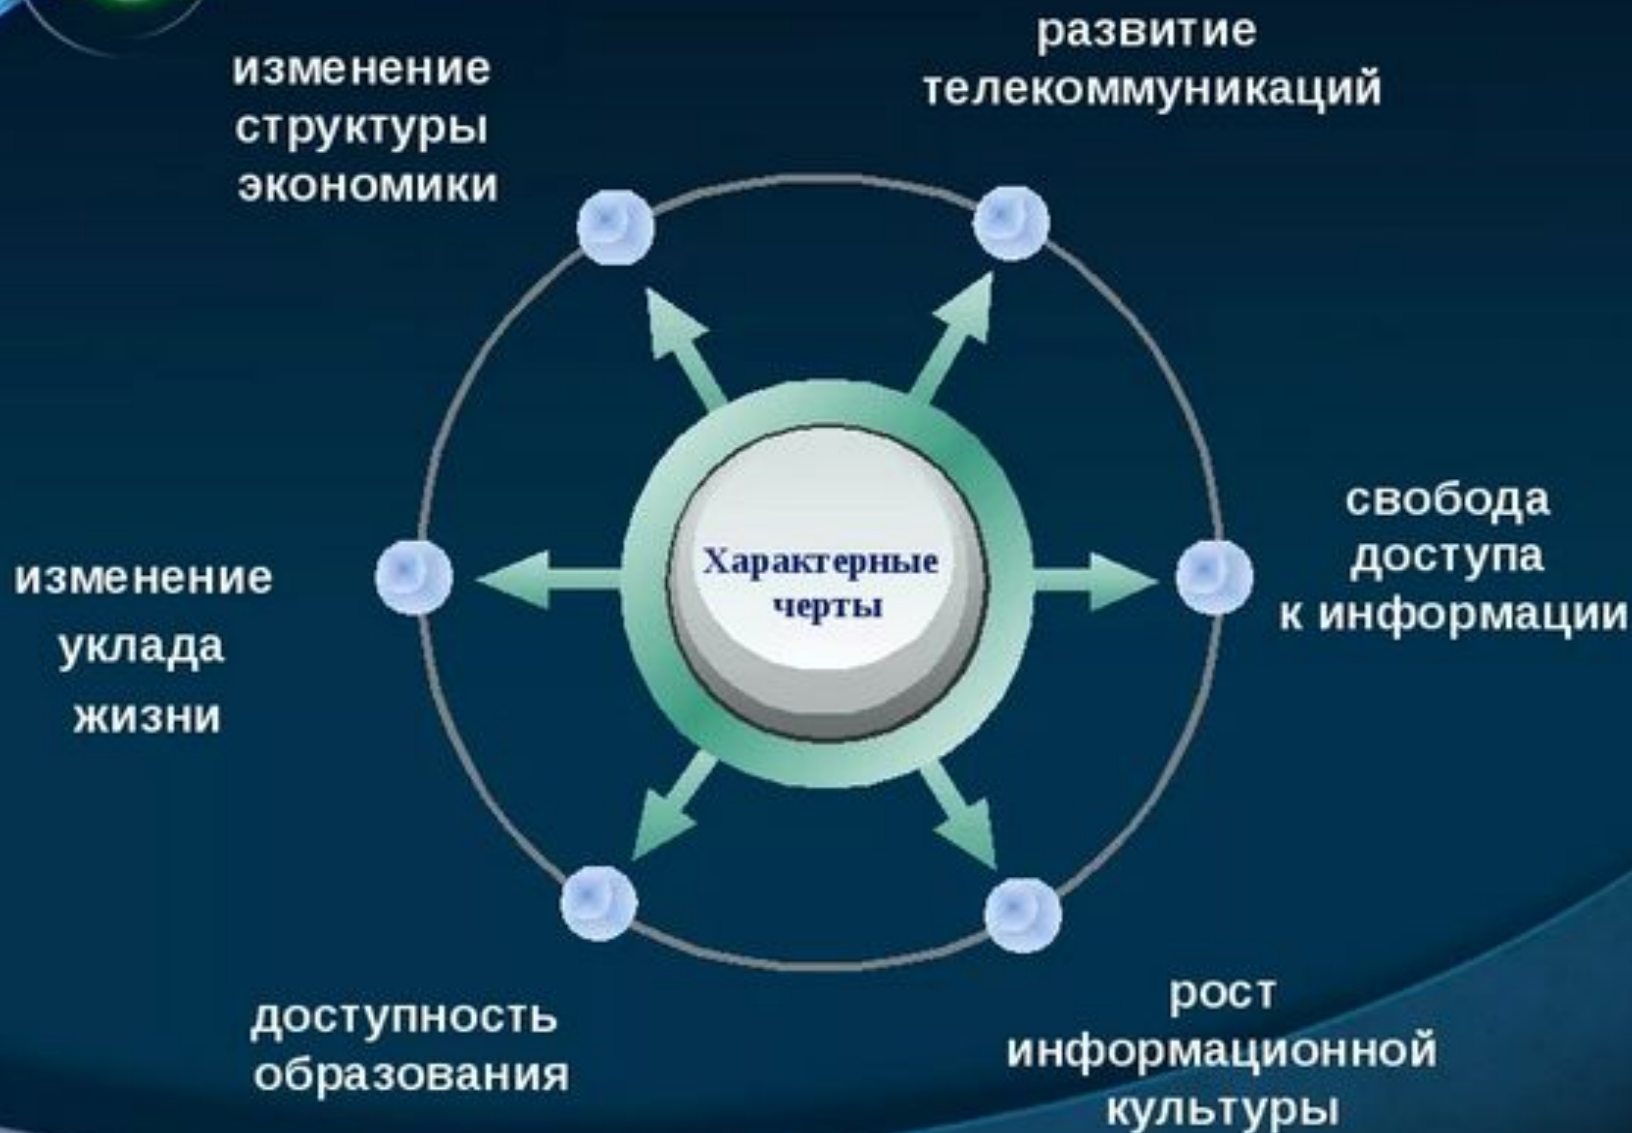 изменение
структуры
экономики
развитие
телекоммуникаций
свобода
доступа
к информации
Характерные
черты
изменение
уклада
жизни
доступность
образования
рост
информационной
культуры